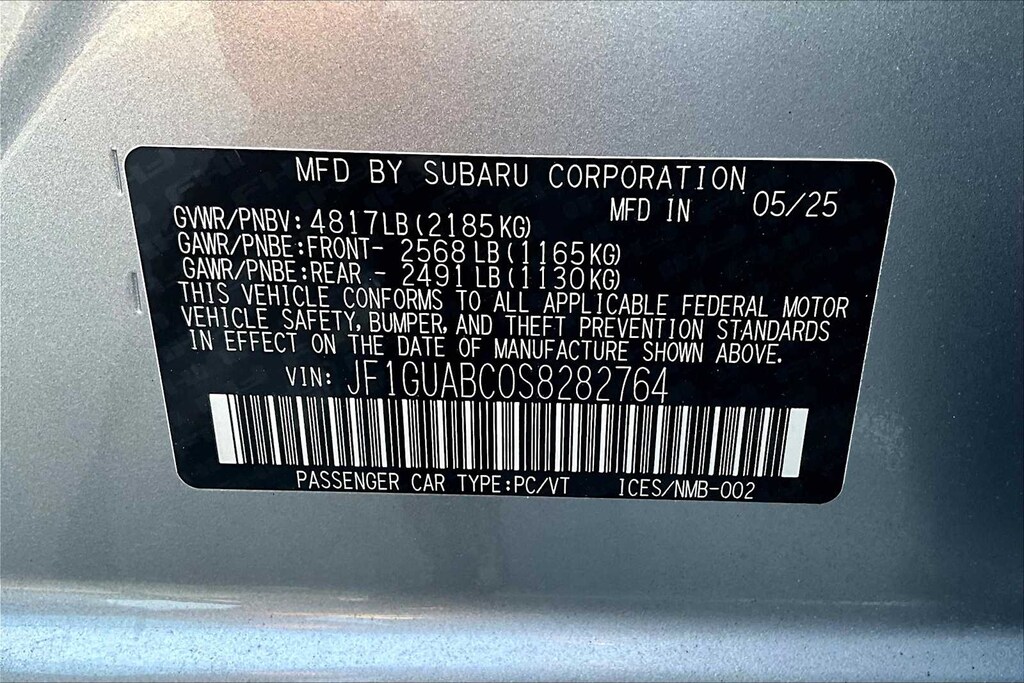 MFD BY SUBARU CORPORATION
MFD IN 05/25
GVWR/PNBV: 4817LB (2185KG)
GAWR/PNBE:FRONT- 2568 LB (1165KG)
GAWR/PNBE:REAR - 2491 LB (1130KG)
THIS VEHICLE CONFORMS TO ALL APPLICABLE FEDERAL MOTOR
VEHICLE SAFETY, BUMPER, AND THEFT PREVENTION STANDARDS
IN EFFECT ON THE DATE OF MANUFACTURE SHOWN ABOVE.
VIN: JF1GUABC0S8282764
PASSENGER CAR TYPE:PC/VT ICES/NMB-002